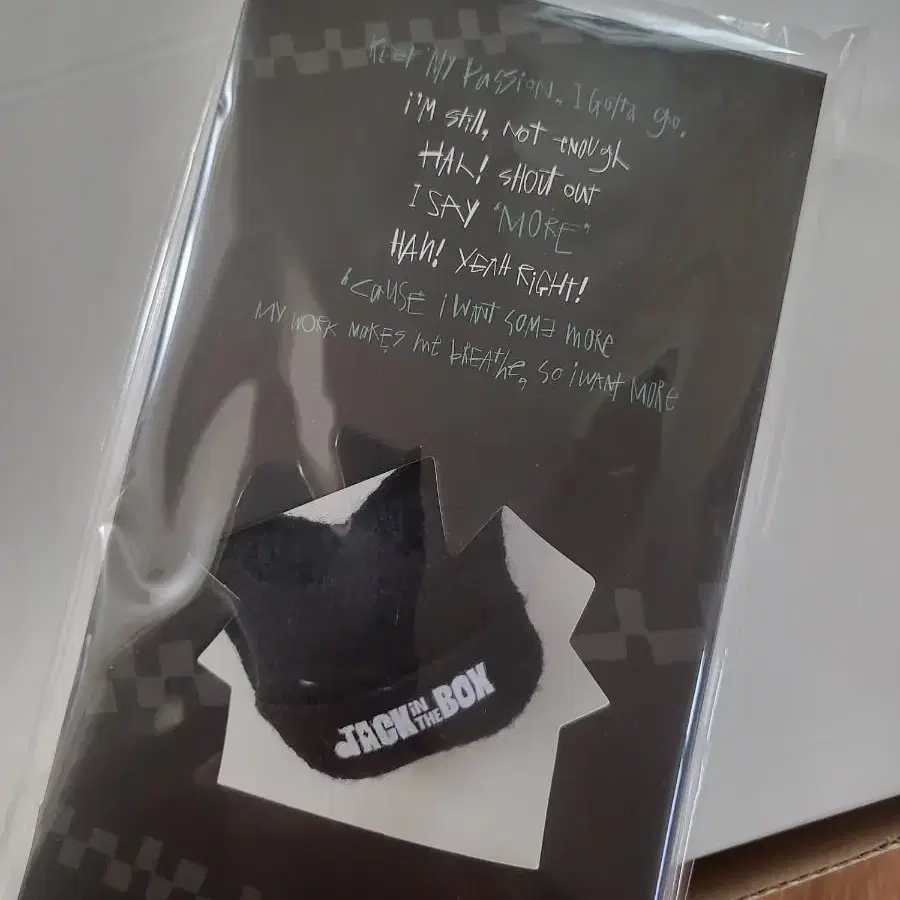 KEEP MY PASSION, I GOTTA go.
i'M still, NOT ENOUgh
HAH! SHOUT OUT
I SAY 'MORE"
HAH! YEAH RiGHT!
'CAUSE i WANT SOME MORE
MY WORK MAKES ME BREAthe, SO i WANT MORE
JACK iN THE BOX